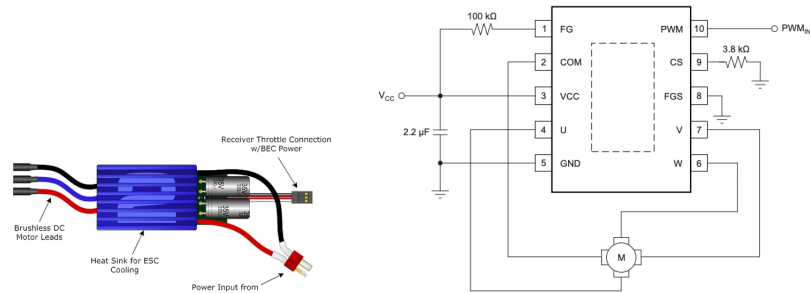 Receiver Throttle Connection
w/BEC Power
35V
35V
Brushless DC
Motor Leads
Heat Sink for ESC
Cooling
Power Input from
100 kΩ
1 FG
PWM 10
PWM_IN
2 COM
CS 9
3.8 kΩ
V_CC
3 VCC
FGS 8
2.2 µF
4 U
V 7
5 GND
W 6
M